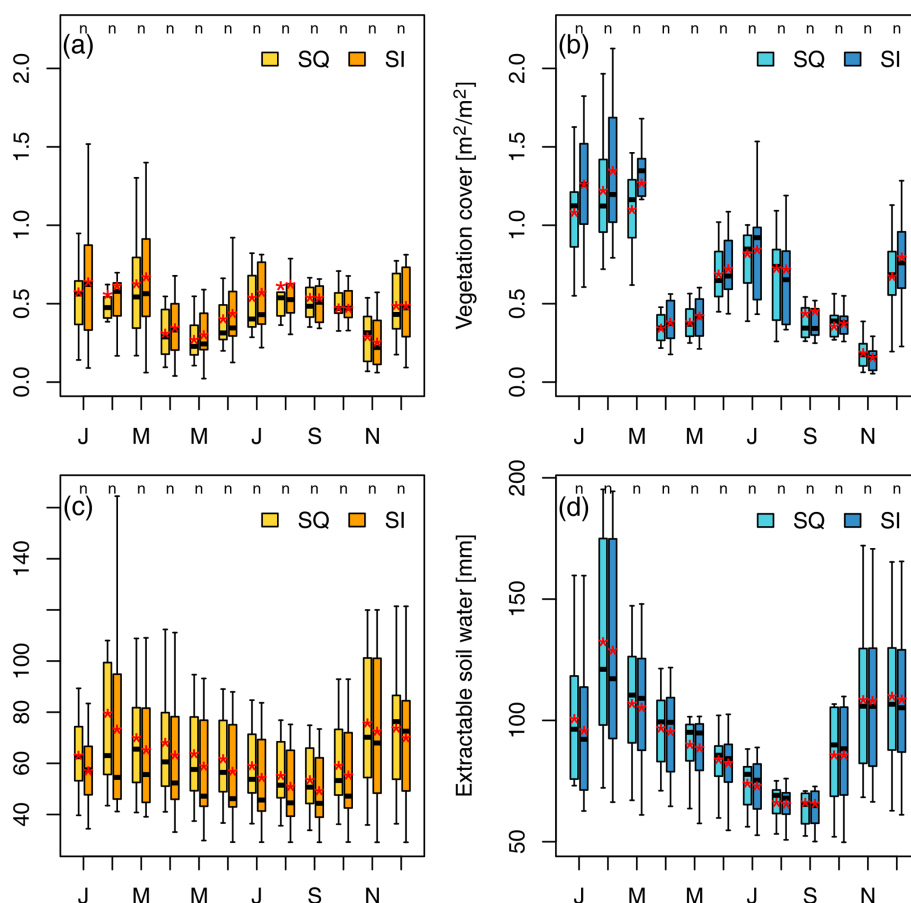 n n n n n n n n n n n n
(a)
SQ SI
0.0 0.5 1.0 1.5 2.0
J M M J S N
n n n n n n n n n n n n
(b)
SQ SI
Vegetation cover [m²/m²]
0.0 0.5 1.0 1.5 2.0
J M M J S N
n n n n n n n n n n n n
(c)
SQ SI
40 60 80 100 140
J M M J S N
n n n n n n n n n n n n
(d)
SQ SI
Extractable soil water [mm]
50 100 150 200
J M M J S N